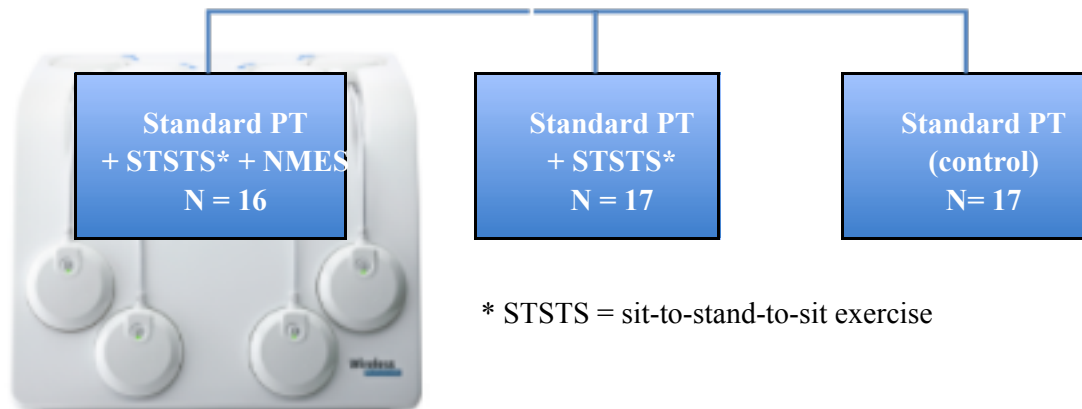 Standard PT
+ STSTS* + NMES
N = 16
Standard PT
+ STSTS*
N = 17
Standard PT
(control)
N= 17
* STSTS = sit-to-stand-to-sit exercise
Wireless